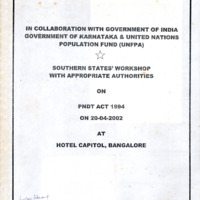 IN COLLABORATION WITH GOVERNMENT OF INDIA
GOVERNMENT OF KARNATAKA & UNITED NATIONS
POPULATION FUND (UNFPA)
SOUTHERN STATES' WORKSHOP
WITH APPROPRIATE AUTHORITIES
ON
PNDT ACT 1994
ON 20-04-2002
AT
HOTEL CAPITOL, BANGALORE